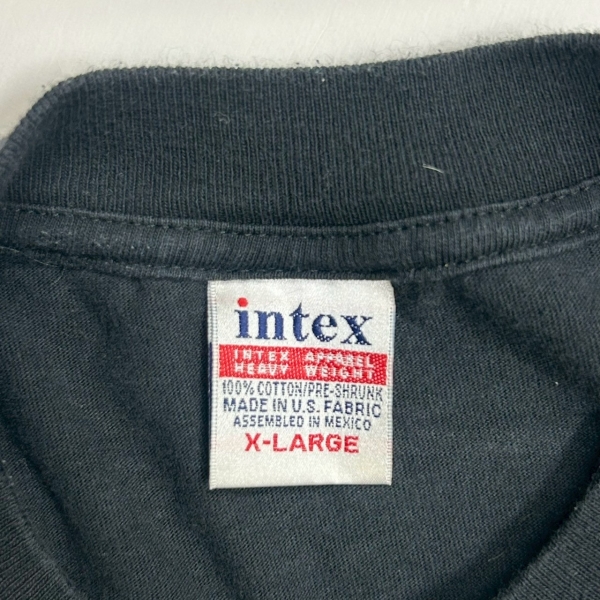 intex
INTEX APPAREL
HEAVY WEIGHT
100% COTTON/PRE-SHRUNK
MADE IN U.S. FABRIC
ASSEMBLED IN MEXICO
X-LARGE